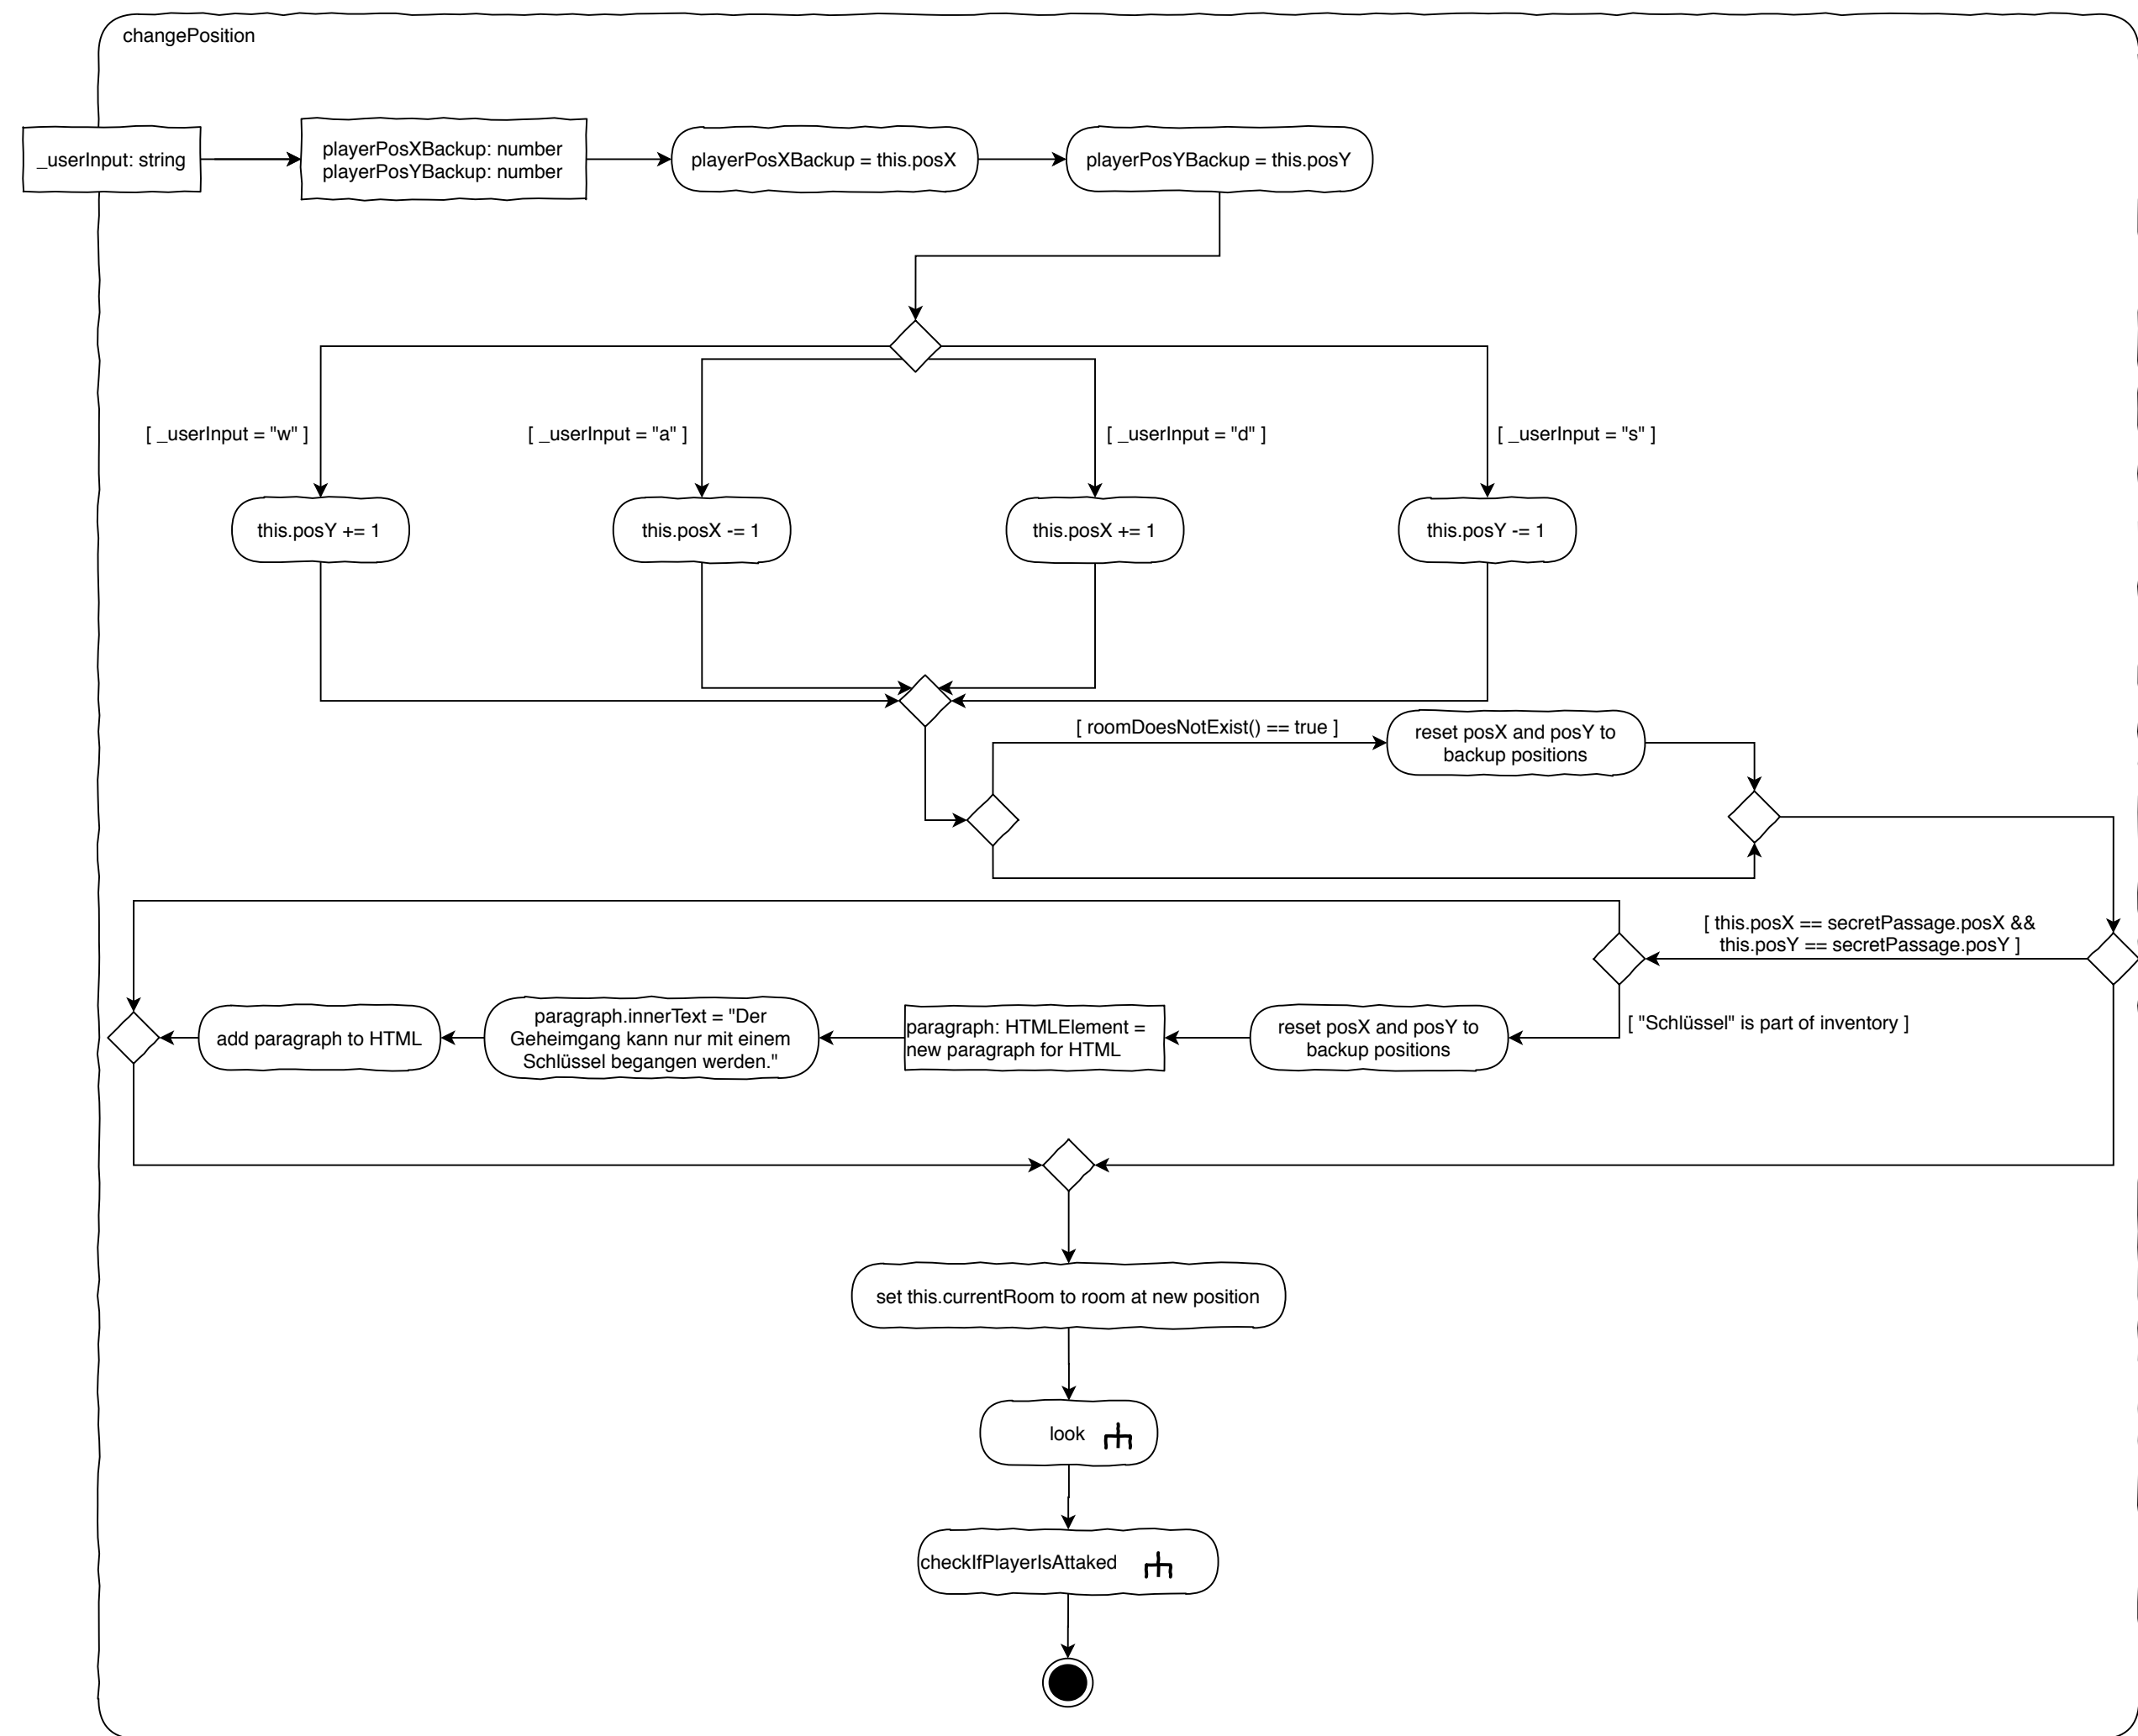 changePosition
_userInput: string
playerPosXBackup: number
playerPosYBackup: number
playerPosXBackup = this.posX
playerPosYBackup = this.posY
[ _userInput = "w" ]
[ _userInput = "a" ]
[ _userInput = "d" ]
[ _userInput = "s" ]
this.posY += 1
this.posX -= 1
this.posX += 1
this.posY -= 1
[ roomDoesNotExist() == true ]
reset posX and posY to
backup positions
[ this.posX == secretPassage.posX &&
this.posY == secretPassage.posY ]
[ "Schlüssel" is part of inventory ]
reset posX and posY to
backup positions
paragraph: HTMLElement =
new paragraph for HTML
paragraph.innerText = "Der
Geheimgang kann nur mit einem
Schlüssel begangen werden."
add paragraph to HTML
set this.currentRoom to room at new position
look
checkIfPlayerIsAttaked